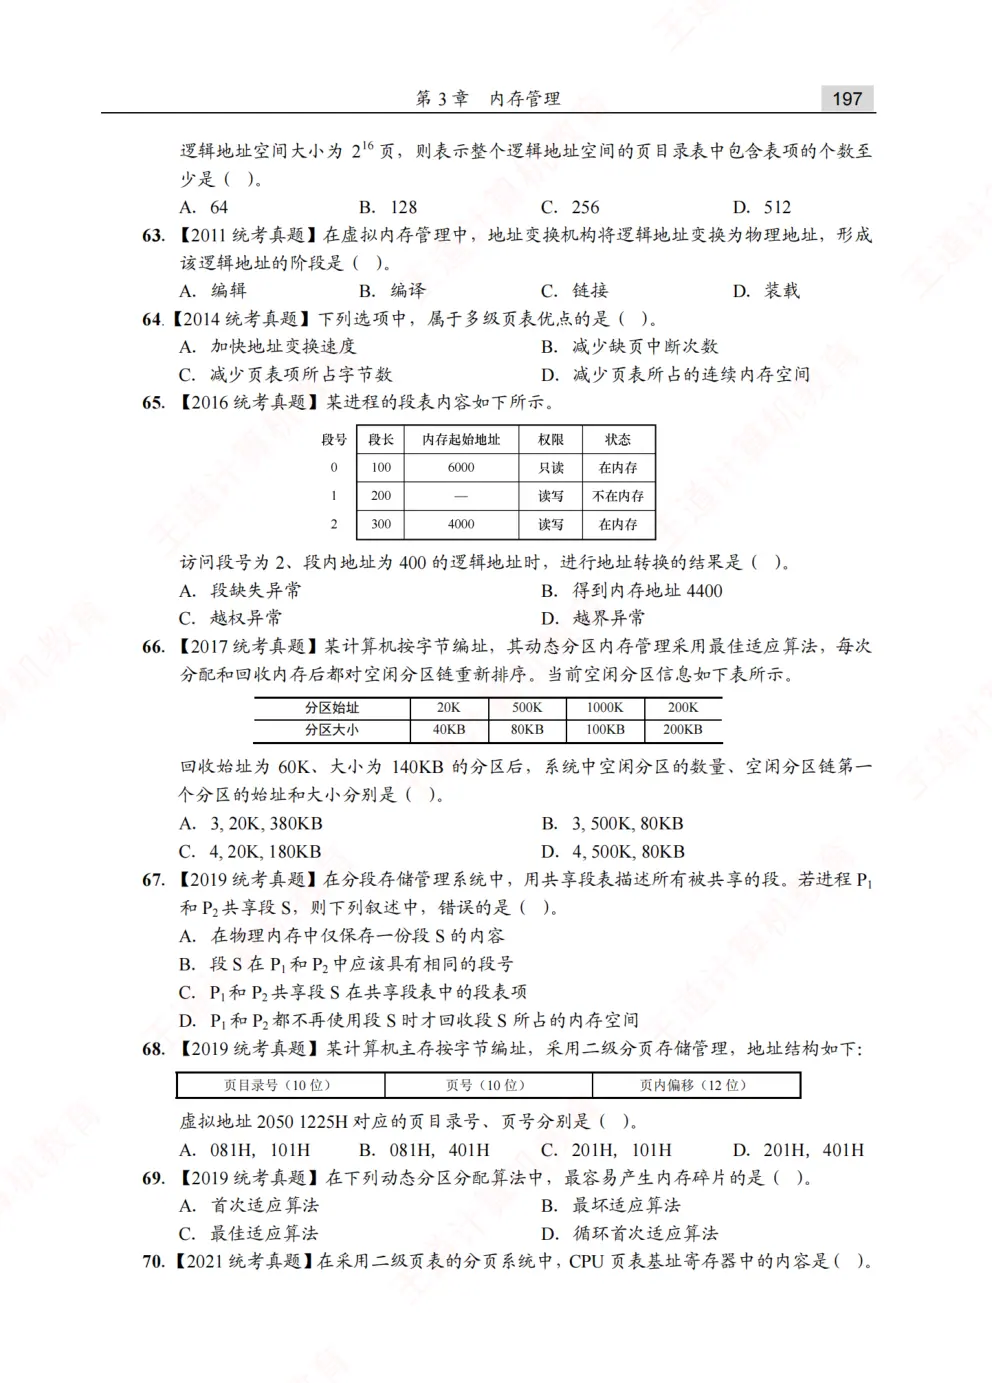 第 3 章 内存管理 197
逻辑地址空间大小为 2^16 页，则表示整个逻辑地址空间的页目录表中包含表项的个数至
少是（ ）。
A. 64 B. 128 C. 256 D. 512
63. 【2011 统考真题】在虚拟内存管理中，地址变换机构将逻辑地址变换为物理地址，形成
该逻辑地址的阶段是（ ）。
A. 编辑 B. 编译 C. 链接 D. 装载
64.【2014 统考真题】下列选项中，属于多级页表优点的是（ ）。
A. 加快地址变换速度 B. 减少缺页中断次数
C. 减少页表项所占字节数 D. 减少页表所占的连续内存空间
65. 【2016 统考真题】某进程的段表内容如下所示。
段号 段长 内存起始地址 权限 状态
0 100 6000 只读 在内存
1 200 — 读写 不在内存
2 300 4000 读写 在内存
访问段号为 2、段内地址为 400 的逻辑地址时，进行地址转换的结果是（ ）。
A. 段缺失异常 B. 得到内存地址 4400
C. 越权异常 D. 越界异常
66. 【2017 统考真题】某计算机按字节编址，其动态分区内存管理采用最佳适应算法，每次
分配和回收内存后都对空闲分区链重新排序。当前空闲分区信息如下表所示。
分区始址 20K 500K 1000K 200K
分区大小 40KB 80KB 100KB 200KB
回收始址为 60K、大小为 140KB 的分区后，系统中空闲分区的数量、空闲分区链第一
个分区的始址和大小分别是（ ）。
A. 3, 20K, 380KB B. 3, 500K, 80KB
C. 4, 20K, 180KB D. 4, 500K, 80KB
67. 【2019 统考真题】在分段存储管理系统中，用共享段表描述所有被共享的段。若进程 P1
和 P2 共享段 S，则下列叙述中，错误的是（ ）。
A. 在物理内存中仅保存一份段 S 的内容
B. 段 S 在 P1 和 P2 中应该具有相同的段号
C. P1 和 P2 共享段 S 在共享段表中的段表项
D. P1 和 P2 都不再使用段 S 时才回收段 S 所占的内存空间
68. 【2019 统考真题】某计算机主存按字节编址，采用二级分页存储管理，地址结构如下：
页目录号（10 位） 页号（10 位） 页内偏移（12 位）
虚拟地址 2050 1225H 对应的页目录号、页号分别是（ ）。
A. 081H，101H B. 081H，401H C. 201H，101H D. 201H，401H
69. 【2019 统考真题】在下列动态分区分配算法中，最容易产生内存碎片的是（ ）。
A. 首次适应算法 B. 最坏适应算法
C. 最佳适应算法 D. 循环首次适应算法
70.【2021 统考真题】在采用二级页表的分页系统中，CPU 页表基址寄存器中的内容是（ ）。